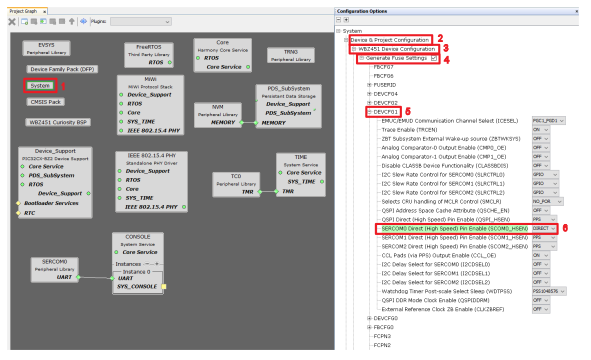 Project Graph
Plugins:
EVSYS
Peripheral Library
Device Family Pack (DFP)
System
1
CMSIS Pack
WBZ451 Curiosity BSP
FreeRTOS
Third Party Library
RTOS
Core
Harmony Core Service
RTOS
Core Service
TRNG
Peripheral Library
MiWi
MiWi Protocol Stack
Device_Support
RTOS
Core
SYS_TIME
IEEE 802.15.4 PHY
NVM
Peripheral Library
MEMORY
PDS_SubSystem
Persistent Data Storage
Device_Support
PDS_SubSystem
MEMORY
Device_Support
PIC32CX-BZ2 Device Support
Core Service
PDS_SubSystem
RTOS
Device_Support
Bootloader Services
RTC
IEEE 802.15.4 PHY
Standalone PHY Driver
Device_Support
RTOS
Core
SYS_TIME
IEEE 802.15.4 PHY
TC0
Peripheral Library
TMR
TIME
System Service
Core Service
SYS_TIME
TMR
CONSOLE
System Service
Core Service
Instances
Instance 0
UART
SYS_CONSOLE
SERCOM0
Peripheral Library
UART
Configuration Options
System
Device & Project Configuration 2
WBZ451 Device Configuration 3
Generate Fuse Settings 4
FBCFG7
FBCFG6
FUSERID
DEVCFG4
DEVCFG2
DEVCFG1 5
EMUC/EMUD Communication Channel Select (ICESEL)
Trace Enable (TRCEN) ON
ZBT Subsystem External Wake-up source (ZBTWKSYS) OFF
Analog Comparator-0 Output Enable (CMP0_OE) OFF
Analog Comparator-1 Output Enable (CMP1_OE) OFF
Disable CLASSB Device Functionality (CLASSBDIS) OFF
I2C Slew Rate Control for SERCOM0 (SLRCTRL0) GPIO
I2C Slew Rate Control for SERCOM1 (SLRCTRL1) GPIO
I2C Slew Rate Control for SERCOM2 (SLRCTRL2) GPIO
Selects CRU handling of MCLR Control (SMCLR) NO_POR
QSPI Address Space Cache Attribute (QSCHE_EN) OFF
QSPI Direct (High Speed) Pin Enable (QSPI_HSEN) PPS
SERCOM0 Direct (High Speed) Pin Enable (SCOM0_HSEN) DIRECT 6
SERCOM1 Direct (High Speed) Pin Enable (SCOM1_HSEN) PPS
SERCOM2 Direct (High Speed) Pin Enable (SCOM2_HSEN) PPS
CCL Pads (via PPS) Output Enable (CCL_OE) ON
I2C Delay Select for SERCOM0 (I2CDSEL0) OFF
I2C Delay Select for SERCOM1 (I2CDSEL1) OFF
I2C Delay Select for SERCOM2 (I2CDSEL2) OFF
Watchdog Timer Post-scale Select Sleep (WDTPSS) PSS1048576
QSPI DDR Mode Clock Enable (QSPIDDRM) OFF
External Reference Clock ZB Enable (CLKZBREF) OFF
DEVCFG0
FBCFG0
FCPN3
FCPN2